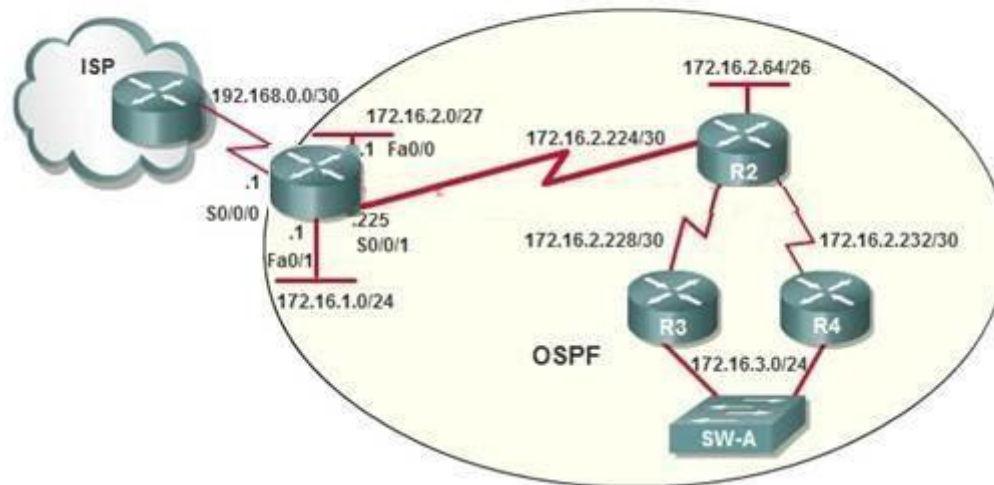 ISP
192.168.0.0/30
172.16.2.0/27
.1 Fa0/0
.1
S0/0/0
.225
S0/0/1
.1
Fa0/1
172.16.1.0/24
172.16.2.64/26
172.16.2.224/30
R2
172.16.2.228/30
172.16.2.232/30
R3
R4
OSPF
172.16.3.0/24
SW-A